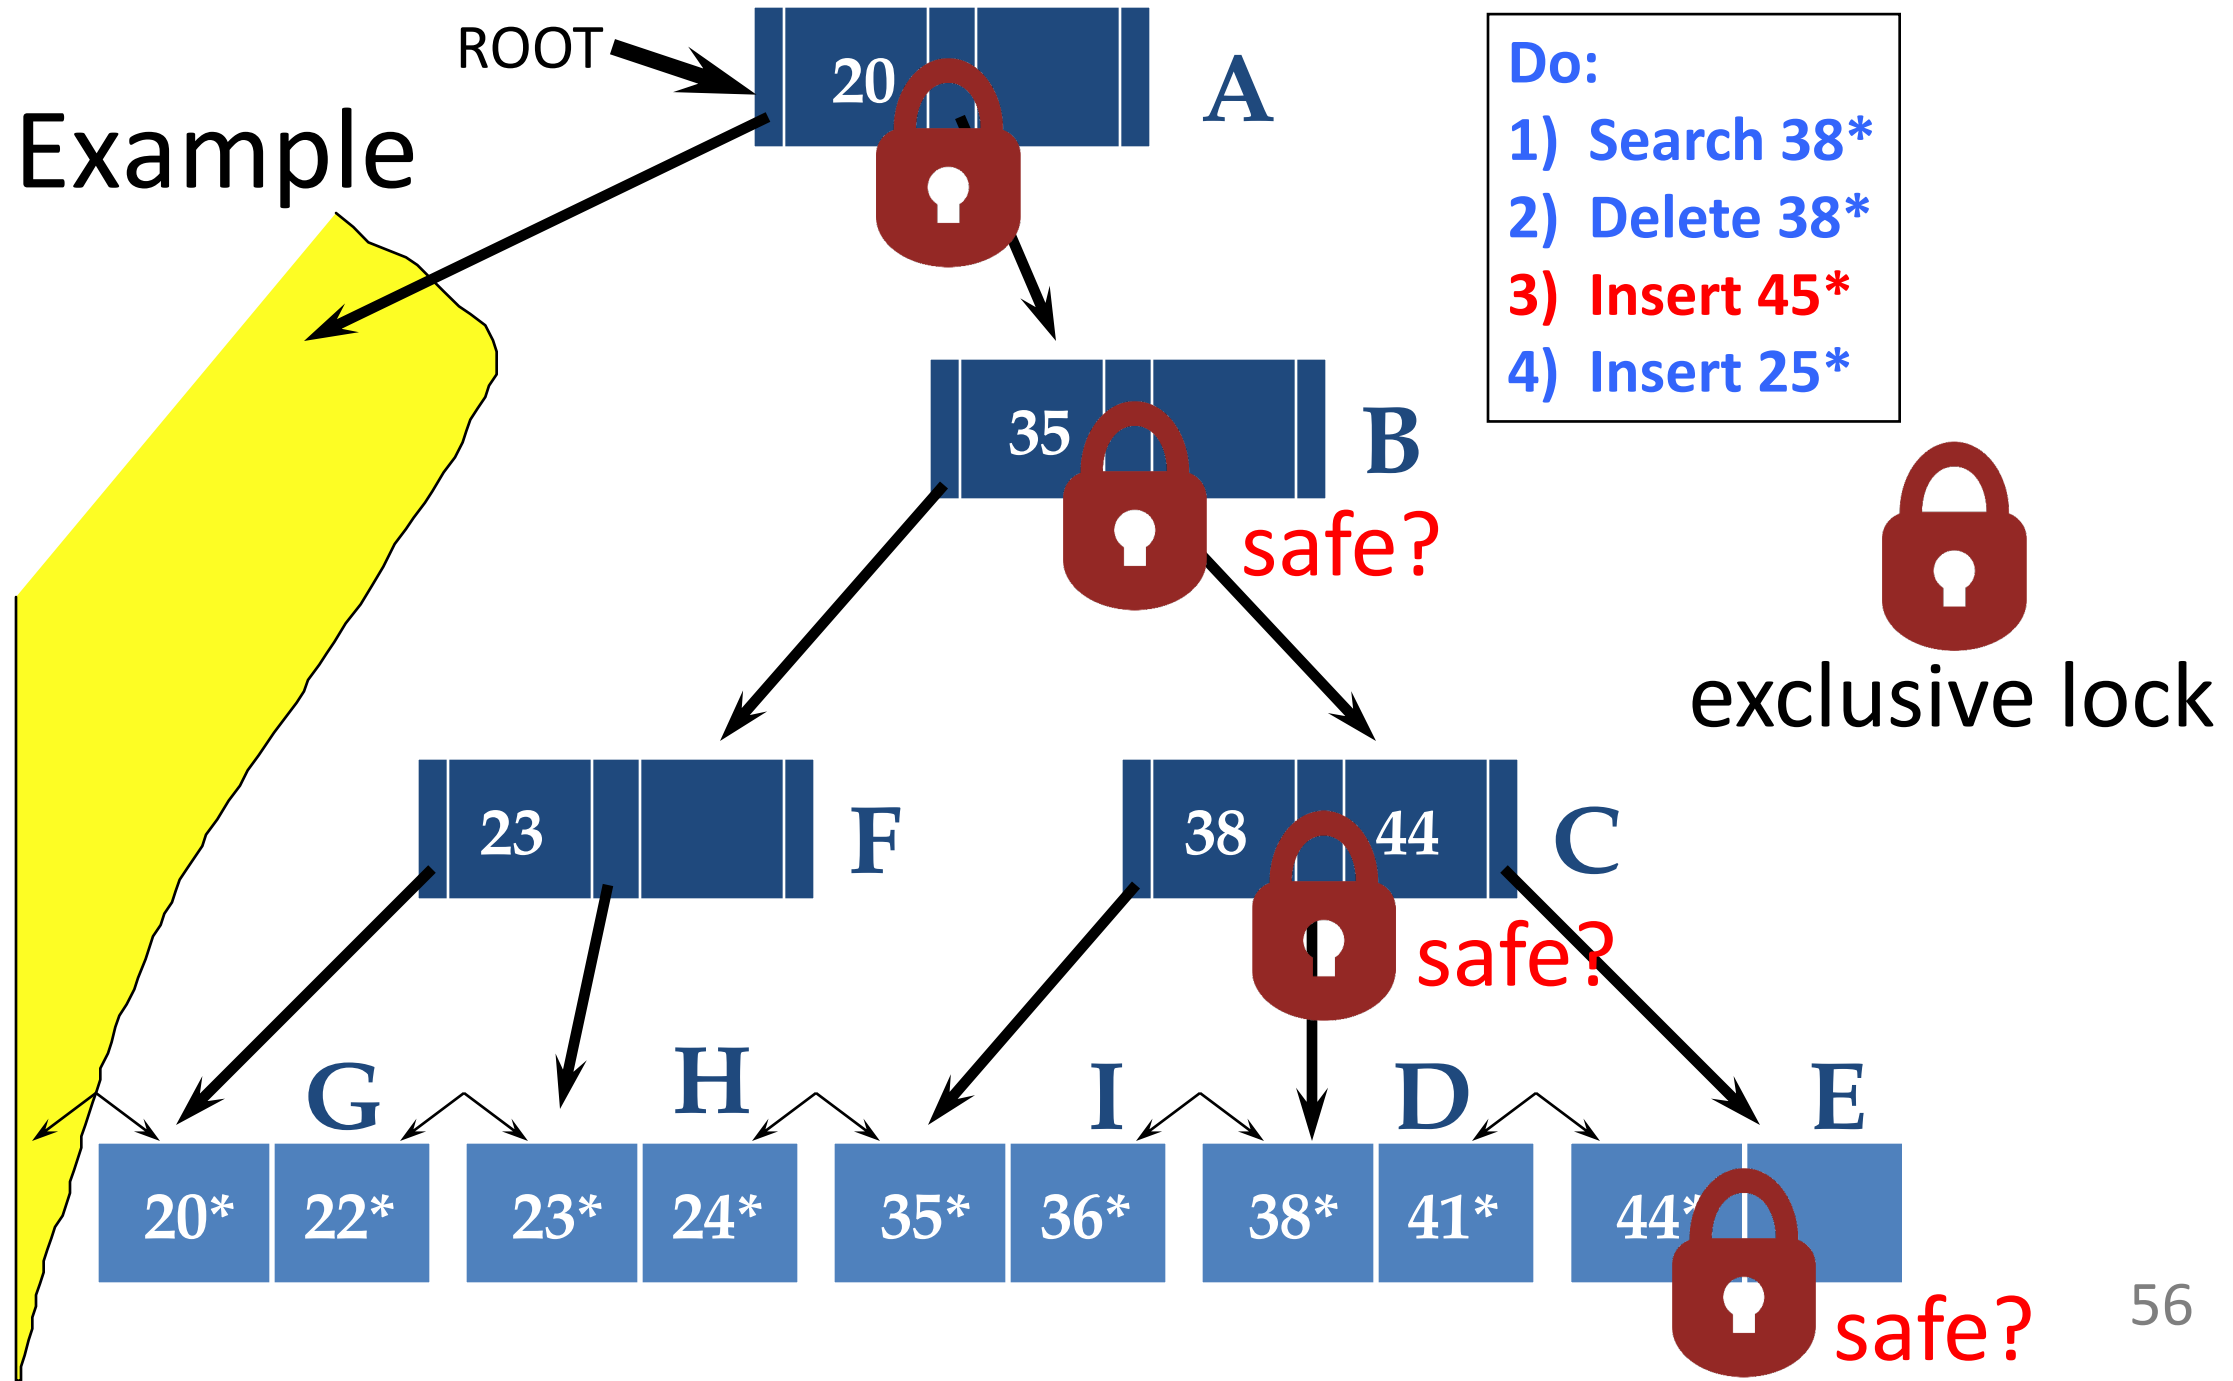 ROOT
20
A
Example
Do:
1) Search 38*
2) Delete 38*
3) Insert 45*
4) Insert 25*
35
B
safe?
exclusive lock
23
F
38
44
C
safe?
G
H
I
D
E
20*
22*
23*
24*
35*
36*
38*
41*
44*
safe?
56